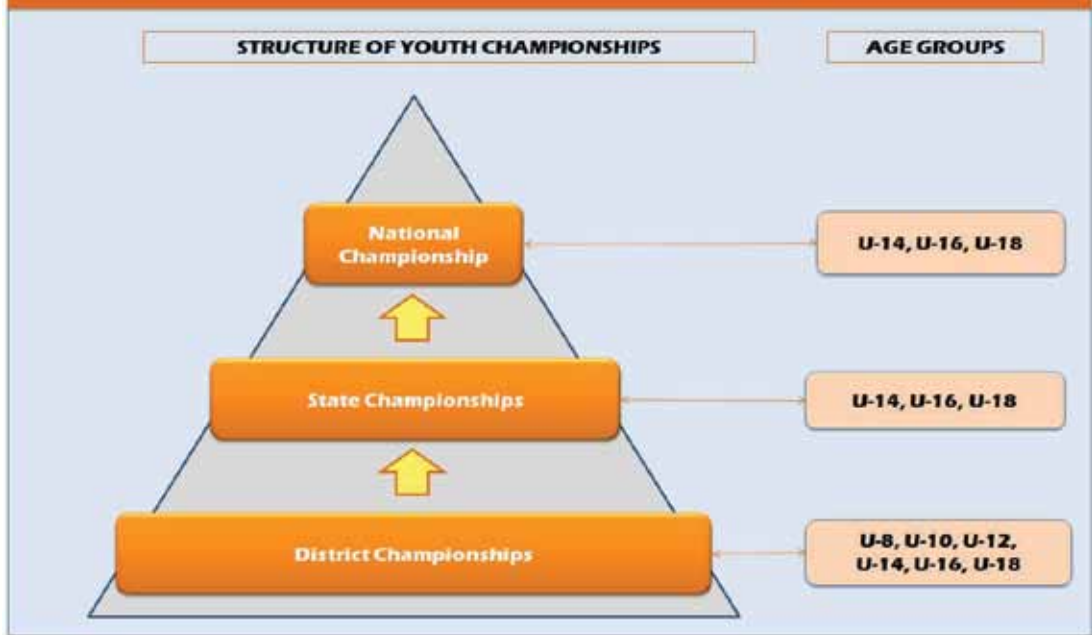 STRUCTURE OF YOUTH CHAMPIONSHIPS
AGE GROUPS
National
Championship
U-14, U-16, U-18
State Championships
U-14, U-16, U-18
District Championships
U-8, U-10, U-12,
U-14, U-16, U-18